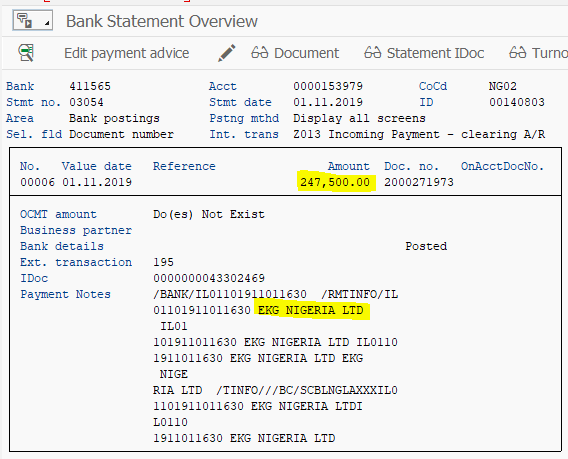 Bank Statement Overview
Edit payment advice Document Statement IDoc Turno
Bank 411565 Acct 0000153979 CoCd NG02
Stmt no. 03054 Stmt date 01.11.2019 ID 00140803
Area Bank postings Pstng mthd Display all screens
Sel. fld Document number Int. trans Z013 Incoming Payment - clearing A/R
No. Value date Reference Amount Doc. no. OnAcctDocNo.
00006 01.11.2019 247,500.00 2000271973
OCMT amount Do(es) Not Exist
Business partner
Bank details Posted
Ext. transaction 195
IDoc 0000000043302469
Payment Notes /BANK/IL01101911011630 /RMTINFO/IL
01101911011630 EKG NIGERIA LTD
IL01
101911011630 EKG NIGERIA LTD IL0110
1911011630 EKG NIGERIA LTD EKG
NIGE
RIA LTD /TINFO///BC/SCBLNGLAXXXIL0
1101911011630 EKG NIGERIA LTDI
L0110
1911011630 EKG NIGERIA LTD